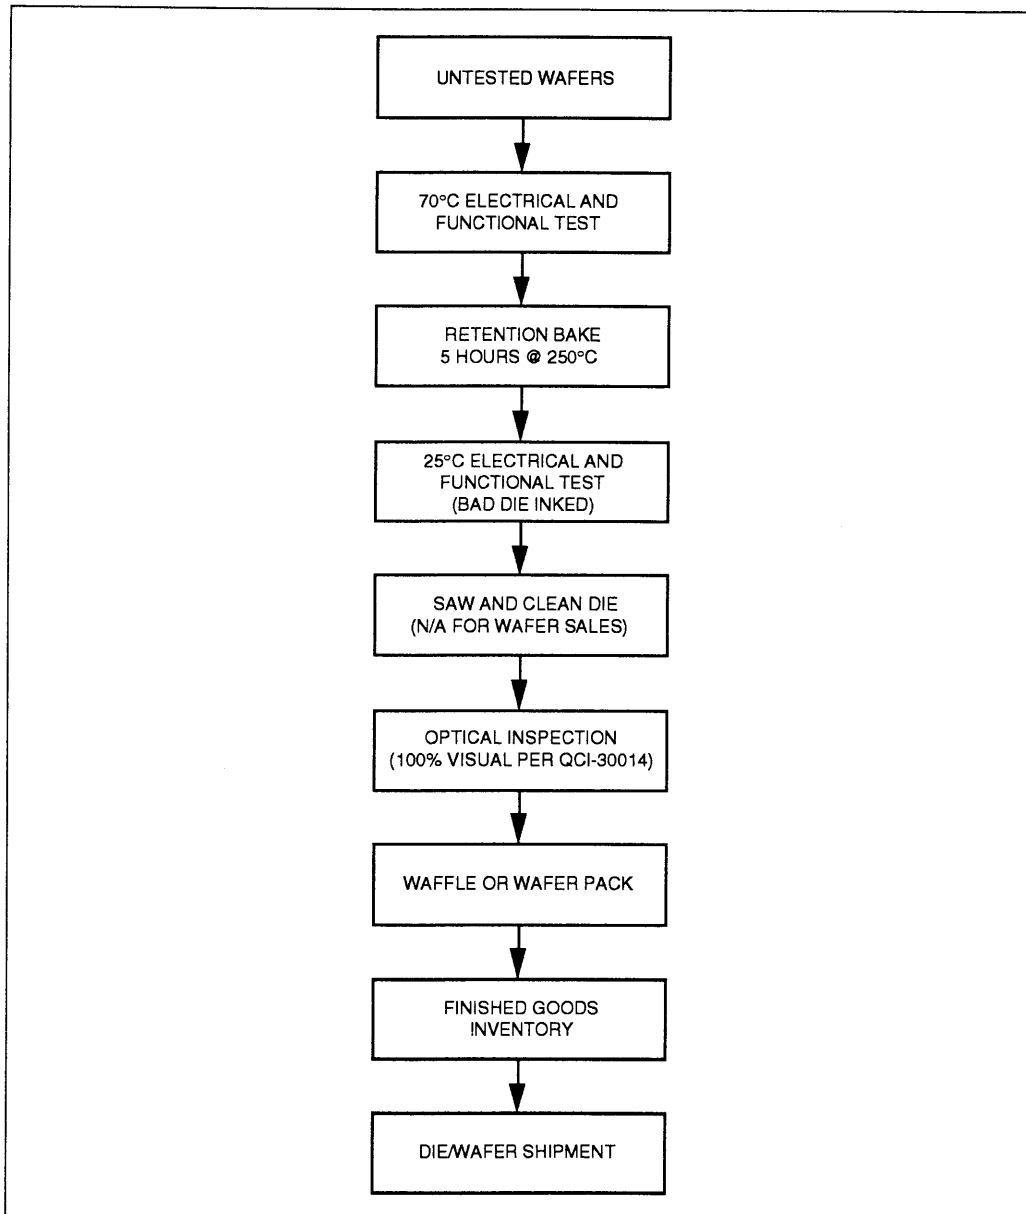 UNTESTED WAFERS
70°C ELECTRICAL AND
FUNCTIONAL TEST
RETENTION BAKE
5 HOURS @ 250°C
25°C ELECTRICAL AND
FUNCTIONAL TEST
(BAD DIE INKED)
SAW AND CLEAN DIE
(N/A FOR WAFER SALES)
OPTICAL INSPECTION
(100% VISUAL PER QCI-30014)
WAFFLE OR WAFER PACK
FINISHED GOODS
INVENTORY
DIE/WAFER SHIPMENT